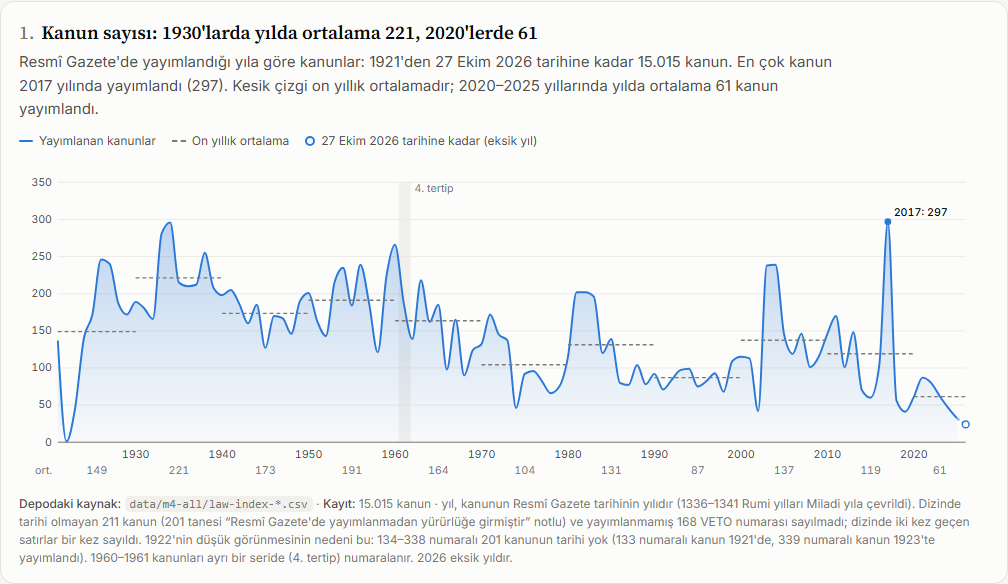 1. Kanun sayısı: 1930'larda yılda ortalama 221, 2020'lerde 61
Resmî Gazete'de yayımlandığı yıla göre kanunlar: 1921'den 27 Ekim 2026 tarihine kadar 15.015 kanun. En çok kanun
2017 yılında yayımlandı (297). Kesik çizgi on yıllık ortalamadır; 2020–2025 yıllarında yılda ortalama 61 kanun
yayımlandı.
Yayımlanan kanunlar On yıllık ortalama 27 Ekim 2026 tarihine kadar (eksik yıl)
350
4. tertip
300
2017: 297
250
200
150
100
50
0
1930 1940 1950 1960 1970 1980 1990 2000 2010 2020
ort. 149 221 173 191 164 104 131 87 137 119 61
Depodaki kaynak: data/m4-all/law-index-*.csv · Kayıt: 15.015 kanun · yıl, kanunun Resmî Gazete tarihinin yılıdır (1336–1341 Rumi yılları Miladi yıla çevrildi). Dizinde
tarihi olmayan 211 kanun (201 tanesi “Resmî Gazete'de yayımlanmadan yürürlüğe girmiştir” notlu) ve yayımlanmamış 168 VETO numarası sayılmadı; dizinde iki kez geçen
satırlar bir kez sayıldı. 1922'nin düşük görünmesinin nedeni bu: 134–338 numaralı 201 kanunun tarihi yok (133 numaralı kanun 1921'de, 339 numaralı kanun 1923'te
yayımlandı). 1960–1961 kanunları ayrı bir seride (4. tertip) numaralanır. 2026 eksik yıldır.